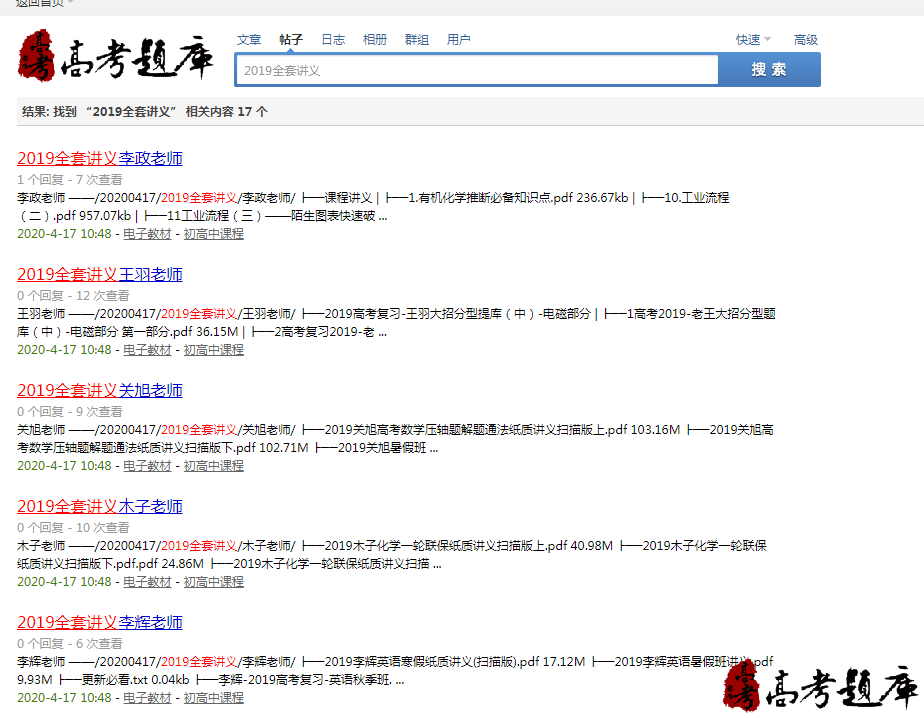 返回首页
高考 高考题库
文章 帖子 日志 相册 群组 用户 快速 高级
2019全套讲义 搜索
结果: 找到 “2019全套讲义” 相关内容 17 个
2019全套讲义李政老师
1 个回复 - 7 次查看
李政老师 ——/20200417/2019全套讲义/李政老师/ ├──课程讲义 | ├──1.有机化学推断必备知识点.pdf 236.67kb | ├──10.工业流程
（二）.pdf 957.07kb | ├──11工业流程（三）——陌生图表快速破 ...
2020-4-17 10:48 - 电子教材 - 初高中课程
2019全套讲义王羽老师
0 个回复 - 12 次查看
王羽老师 ——/20200417/2019全套讲义/王羽老师/ ├──2019高考复习-王羽大招分型提库（中）-电磁部分 | ├──1高考2019-老王大招分型题
库（中）-电磁部分 第一部分.pdf 36.15M | ├──2高考复习2019-老 ...
2020-4-17 10:48 - 电子教材 - 初高中课程
2019全套讲义关旭老师
0 个回复 - 9 次查看
关旭老师 ——/20200417/2019全套讲义/关旭老师/ ├──2019关旭高考数学压轴题解题通法纸质讲义扫描版上.pdf 103.16M ├──2019关旭高
考数学压轴题解题通法纸质讲义扫描版下.pdf 102.71M ├──2019关旭暑假班 ...
2020-4-17 10:48 - 电子教材 - 初高中课程
2019全套讲义木子老师
0 个回复 - 10 次查看
木子老师 ——/20200417/2019全套讲义/木子老师/ ├──2019木子化学一轮联保纸质讲义扫描版上.pdf 40.98M ├──2019木子化学一轮联保
纸质讲义扫描版下.pdf.pdf 24.86M ├──2019木子化学一轮联保纸质讲义扫描 ...
2020-4-17 10:48 - 电子教材 - 初高中课程
2019全套讲义李辉老师
0 个回复 - 6 次查看
李辉老师 ——/20200417/2019全套讲义/李辉老师/ ├──2019李辉英语寒假纸质讲义(扫描版).pdf 17.12M ├──2019李辉英语暑假班讲义.pdf
9.93M ├──更新必看.txt 0.04kb ├──李辉-2019高考复习-英语秋季班. ...
2020-4-17 10:48 - 电子教材 - 初高中课程
高考 高考题库